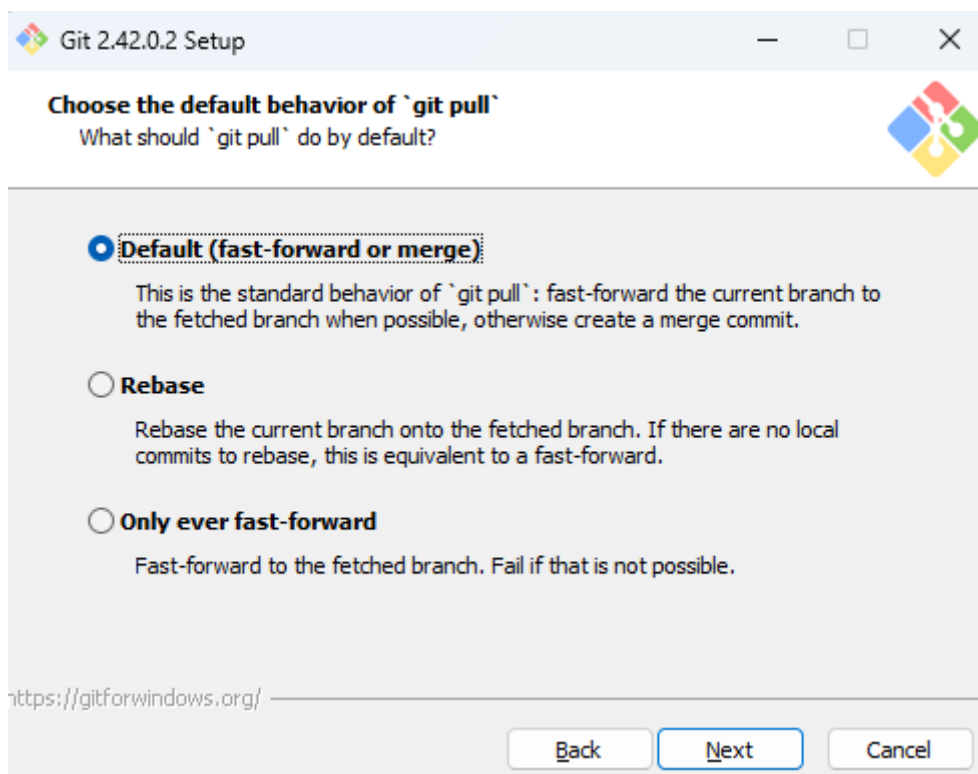 Git 2.42.0.2 Setup
Choose the default behavior of `git pull`
What should `git pull` do by default?
Default (fast-forward or merge)
This is the standard behavior of `git pull`: fast-forward the current branch to
the fetched branch when possible, otherwise create a merge commit.
Rebase
Rebase the current branch onto the fetched branch. If there are no local
commits to rebase, this is equivalent to a fast-forward.
Only ever fast-forward
Fast-forward to the fetched branch. Fail if that is not possible.
https://gitforwindows.org/
Back Next Cancel